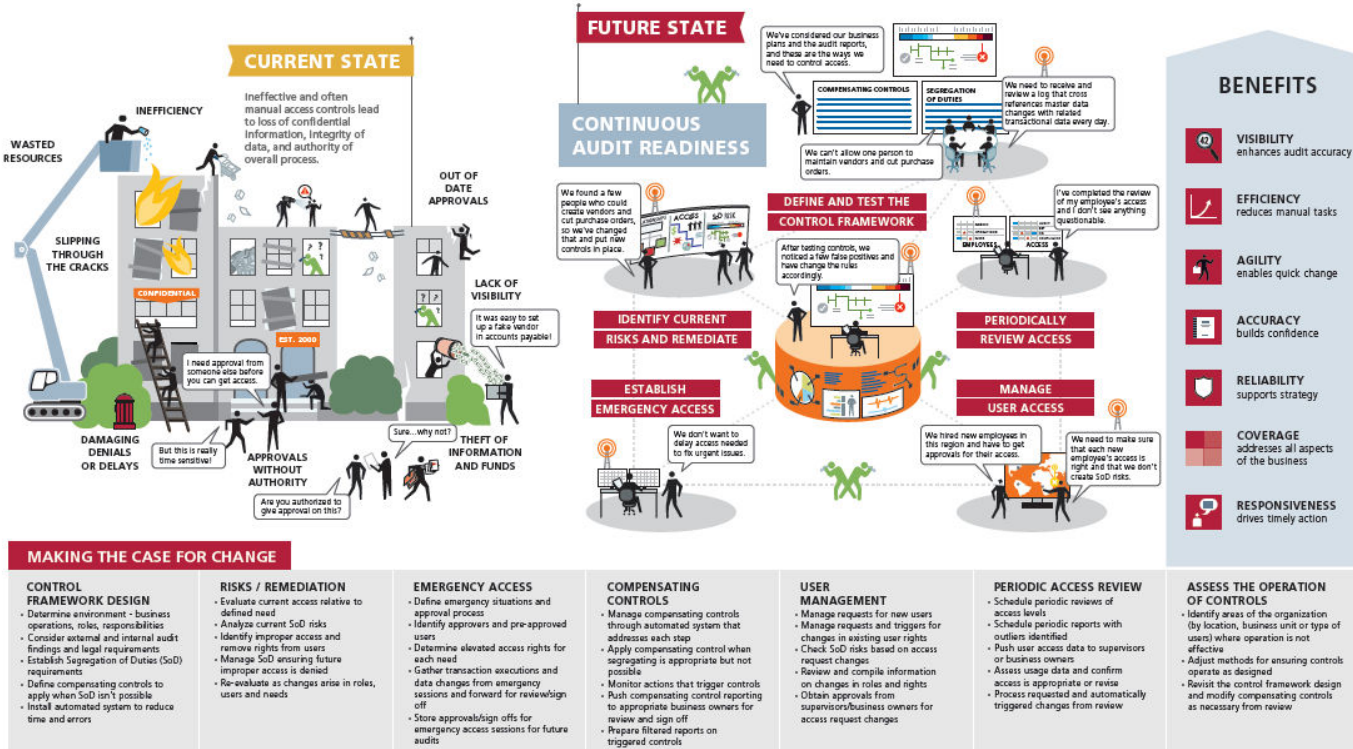 CURRENT STATE
Ineffective and often
manual access controls lead
to loss of confidential
information, integrity of
data, and authority of
overall process.
INEFFICIENCY
WASTED
RESOURCES
OUT OF
DATE
APPROVALS
SLIPPING
THROUGH
THE CRACKS
CONFIDENTIAL
EST. 2000
LACK OF
VISIBILITY
It was easy to set
up a fake vendor
in accounts payable!
I need approval from
someone else before
you can get access.
But this is really
time sensitive!
DAMAGING
DENIALS
OR DELAYS
APPROVALS
WITHOUT
AUTHORITY
Sure...why not?
Are you authorized to
give approval on this?
THEFT OF
INFORMATION
AND FUNDS
FUTURE STATE
CONTINUOUS
AUDIT READINESS
We've considered our business
plans and the audit reports,
and these are the ways we
need to control access.
COMPENSATING CONTROLS
SEGREGATION
OF DUTIES
We need to receive and
review a log that cross
references master data
changes with related
transactional data every day.
We can't allow one person to
maintain vendors and cut purchase
orders.
DEFINE AND TEST THE
CONTROL FRAMEWORK
We found a few
people who could
create vendors and
cut purchase orders,
so we've changed
that and put new
controls in place.
ACCESS
SoD RISK
After testing controls, we
noticed a few false positives and
have change the rules
accordingly.
I've completed the review
of my employee's access
and I don't see anything
questionable.
EMPLOYEES
ACCESS
IDENTIFY CURRENT
RISKS AND REMEDIATE
PERIODICALLY
REVIEW ACCESS
ESTABLISH
EMERGENCY ACCESS
MANAGE
USER ACCESS
We don't want to
delay access needed
to fix urgent issues.
We hired new employees in
this region and have to get
approvals for their access.
We need to make sure
that each new
employee's access is
right and that we don't
create SoD risks.
BENEFITS
42
VISIBILITY
enhances audit accuracy
EFFICIENCY
reduces manual tasks
AGILITY
enables quick change
ACCURACY
builds confidence
RELIABILITY
supports strategy
COVERAGE
addresses all aspects
of the business
RESPONSIVENESS
drives timely action
MAKING THE CASE FOR CHANGE
CONTROL
FRAMEWORK DESIGN
• Determine environment - business
operations, roles, responsibilities
• Consider external and internal audit
findings and legal requirements
• Establish Segregation of Duties (SoD)
requirements
• Define compensating controls to
apply when SoD isn't possible
• Install automated system to reduce
time and errors
RISKS / REMEDIATION
• Evaluate current access relative to
defined need
• Analyze current SoD risks
• Identify improper access and
remove rights from users
• Manage SoD ensuring future
improper access is denied
• Re-evaluate as changes arise in roles,
users and needs
EMERGENCY ACCESS
• Define emergency situations and
approval process
• Identify approvers and pre-approved
users
• Determine elevated access rights for
each need
• Gather transaction executions and
data changes from emergency
sessions and forward for review/sign
off
• Store approvals/sign offs for
emergency access sessions for future
audits
COMPENSATING
CONTROLS
• Manage compensating controls
through automated system that
addresses each step
• Apply compensating control when
segregating is appropriate but not
possible
• Monitor actions that trigger controls
• Push compensating control reporting
to appropriate business owners for
review and sign off
• Prepare filtered reports on
triggered controls
USER
MANAGEMENT
• Manage requests for new users
• Manage requests and triggers for
changes in existing user rights
• Check SoD risks based on access
request changes
• Review and compile information
on changes in roles and rights
• Obtain approvals from
supervisors/business owners for
access request changes
PERIODIC ACCESS REVIEW
• Schedule periodic reviews of
access levels
• Schedule periodic reports with
outliers identified
• Push user access data to supervisors
or business owners
• Assess usage data and confirm
access is appropriate or revise
• Process requested and automatically
triggered changes from review
ASSESS THE OPERATION
OF CONTROLS
• Identify areas of the organization
(by location, business unit or type of
users) where operation is not
effective
• Adjust methods for ensuring controls
operate as designed
• Revisit the control framework design
and modify compensating controls
as necessary from review